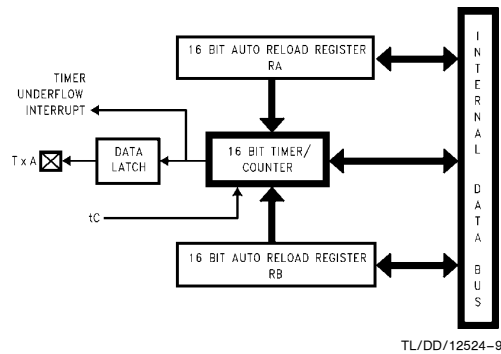 16 BIT AUTO RELOAD REGISTER
RA
TIMER
UNDERFLOW
INTERRUPT
T x A
DATA
LATCH
16 BIT TIMER/
COUNTER
tC
16 BIT AUTO RELOAD REGISTER
RB
INTERNAL DATA BUS
TL/DD/12524–9